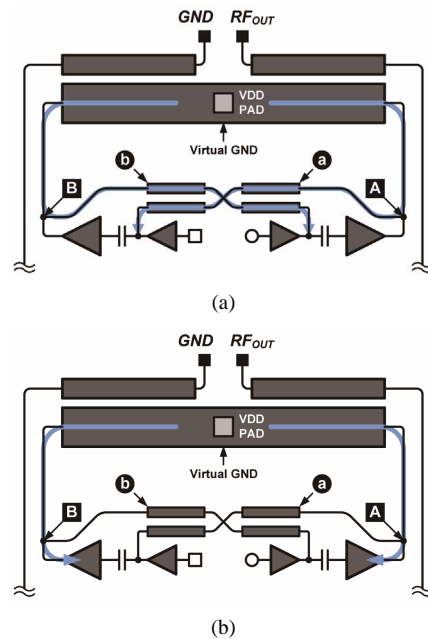 GND RFOUT
VDD
PAD
Virtual GND
b a
B A
(a)
GND RFOUT
VDD
PAD
Virtual GND
b a
B A
(b)